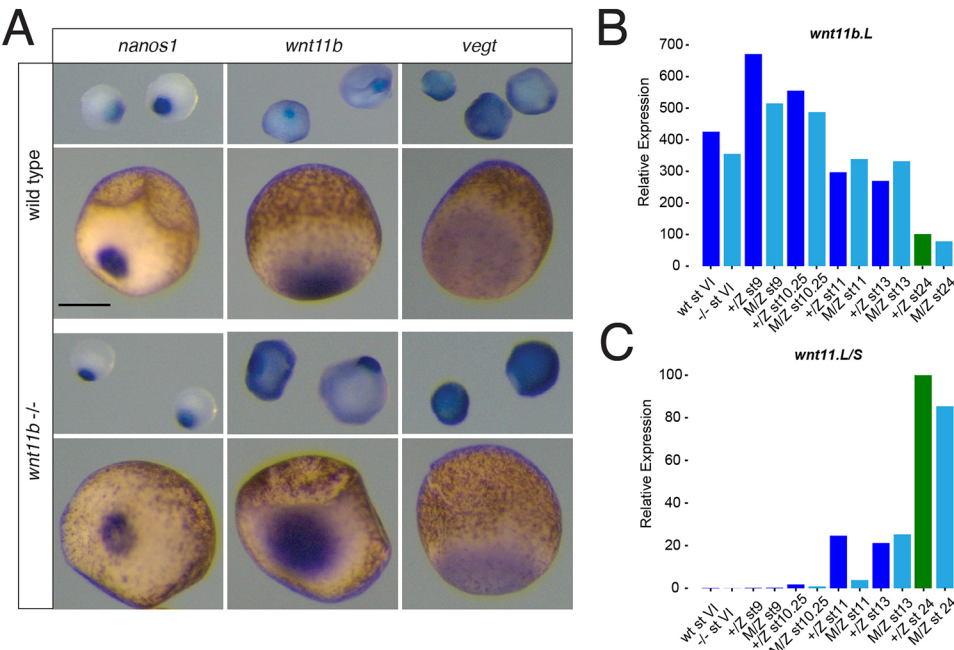 A
nanos1 wnt11b vegt
wild type
wnt11b -/-
B
wnt11b.L
Relative Expression
700
600
500
400
300
200
100
0
wt st VI
-/- st VI
+/Z st9
M/Z st9
+/Z st10.25
M/Z st10.25
+/Z st11
M/Z st11
+/Z st13
M/Z st13
+/Z st24
M/Z st24
C
wnt11.L/S
Relative Expression
100
80
60
40
20
0
wt st VI
-/- st VI
+/Z st9
M/Z st9
+/Z st10.25
M/Z st10.25
+/Z st11
M/Z st11
+/Z st13
M/Z st13
+/Z st 24
M/Z st 24